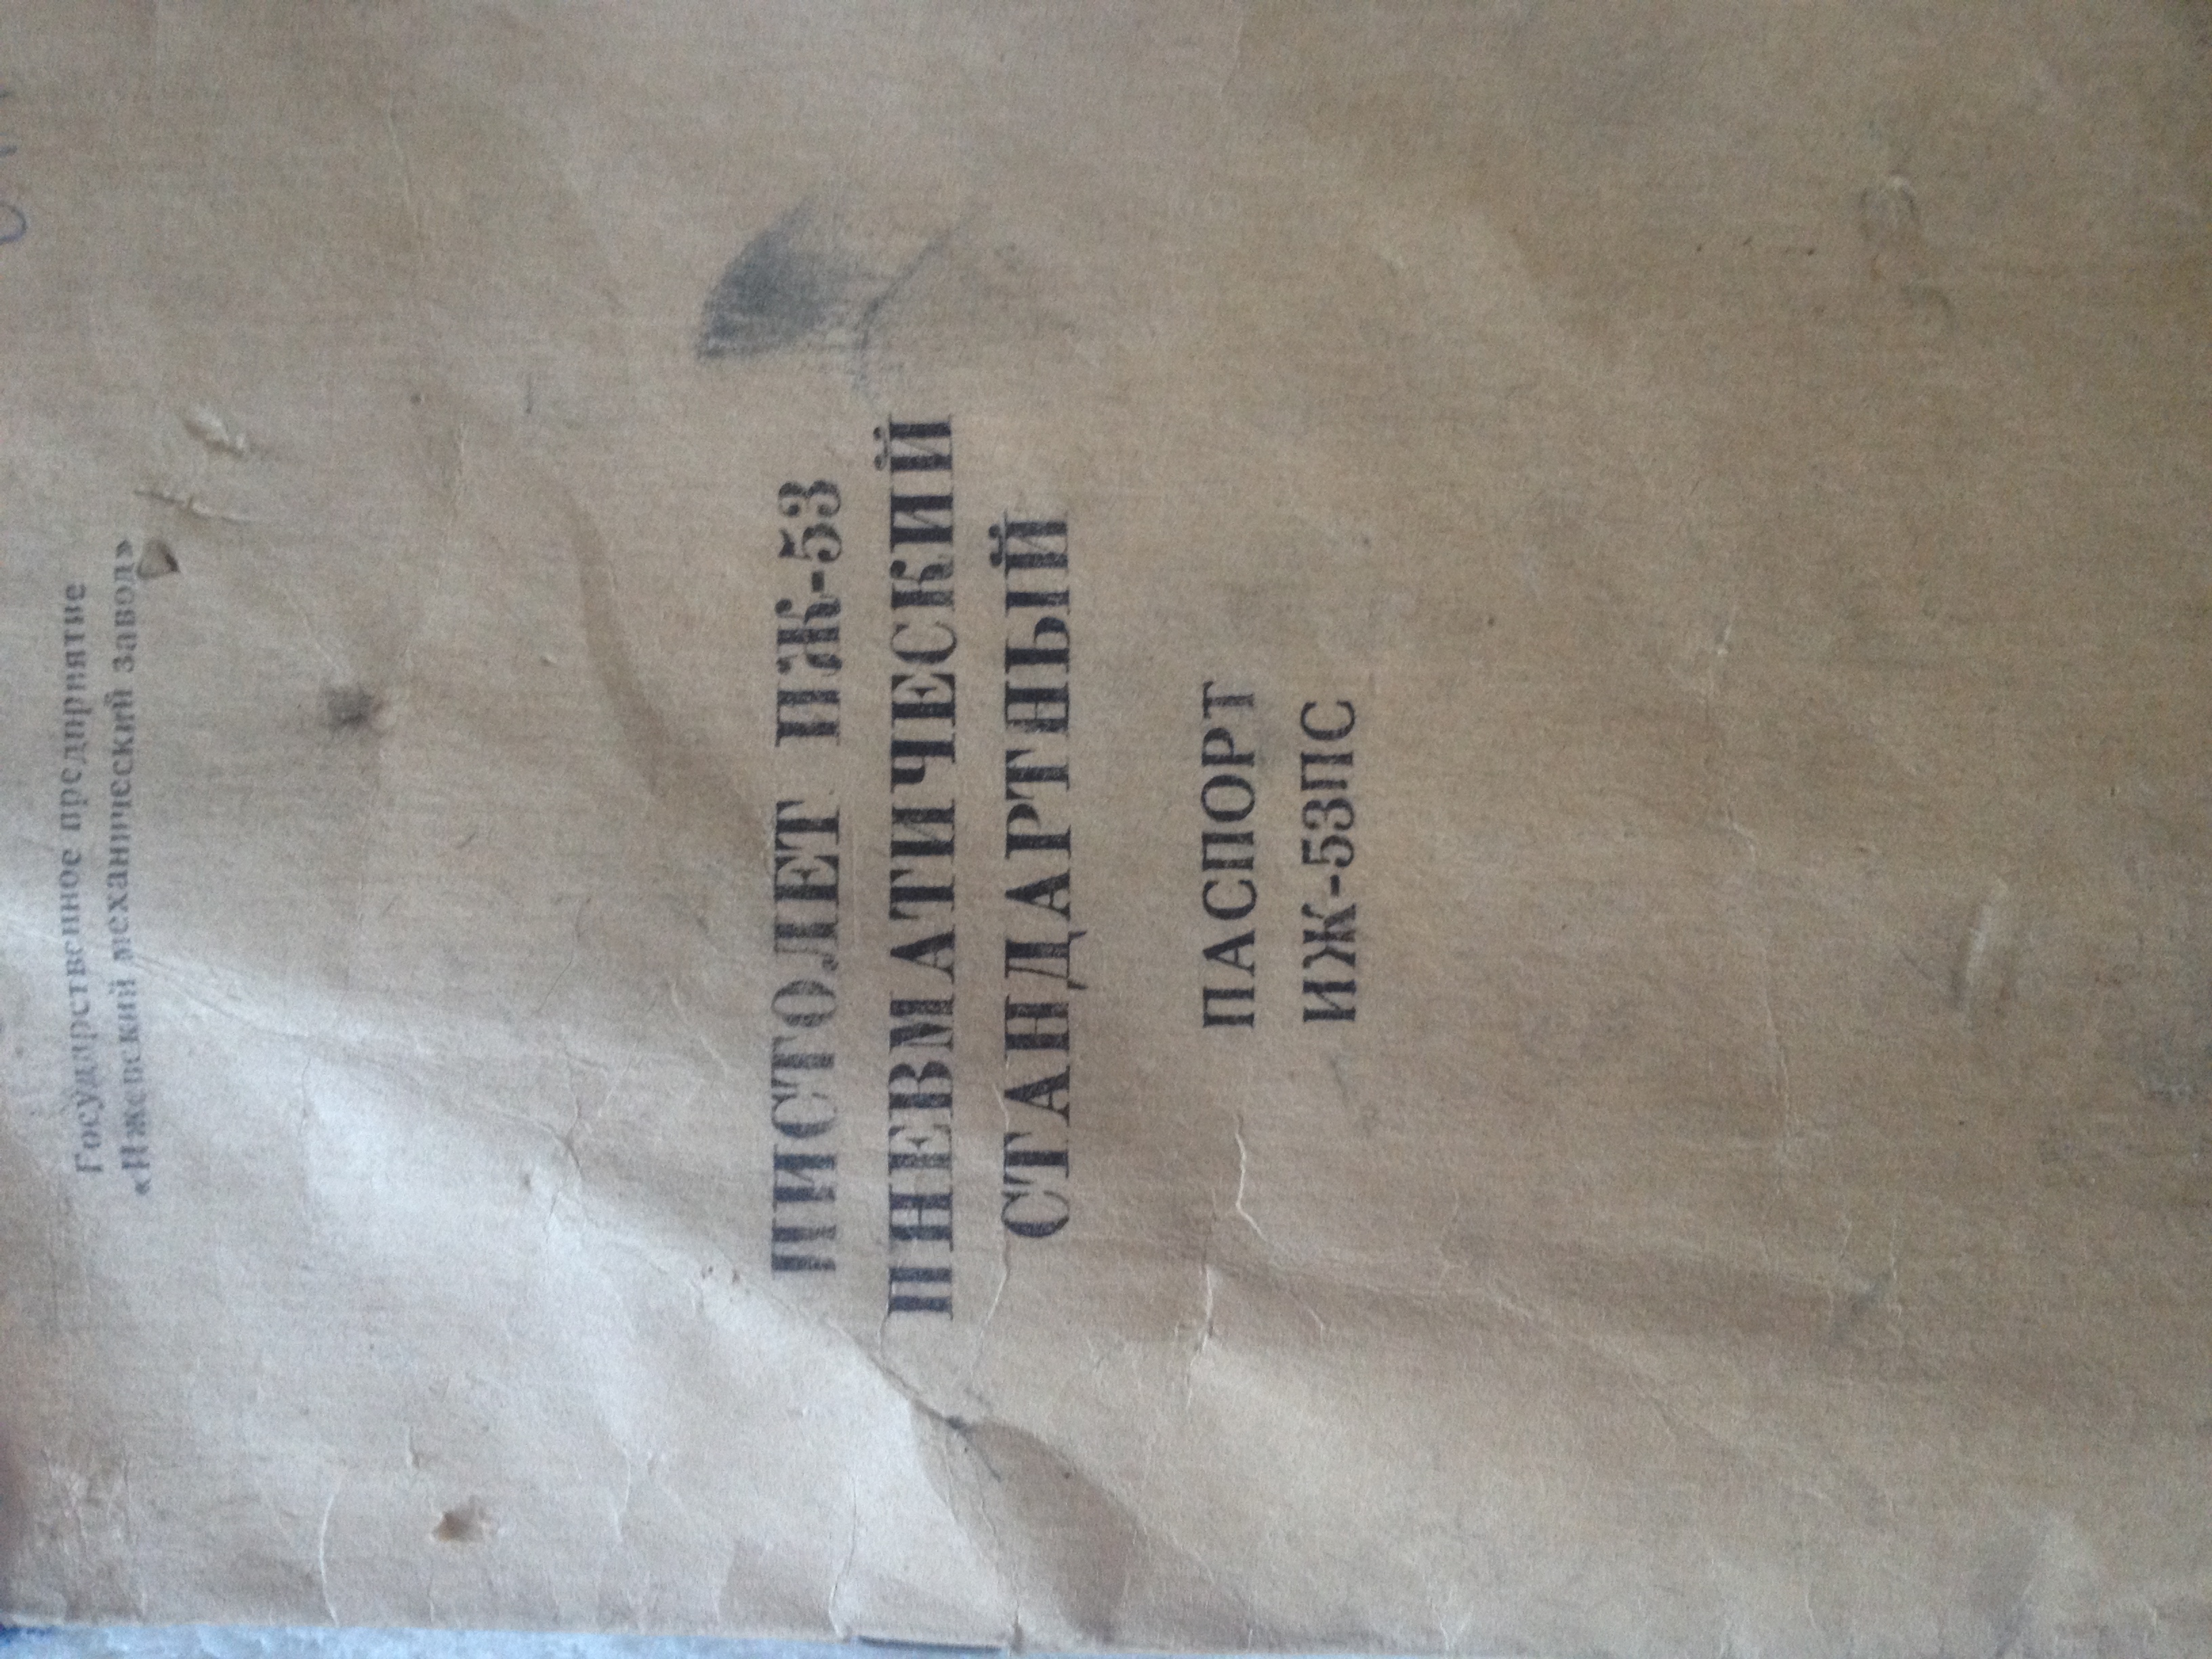 Государственное предприятие
«Ижевский механический завод»
ПИСТОЛЕТ ИЖ-53
ПНЕВМАТИЧЕСКИЙ
СТАНДАРТНЫЙ
ПАСПОРТ
ИЖ-53ПС